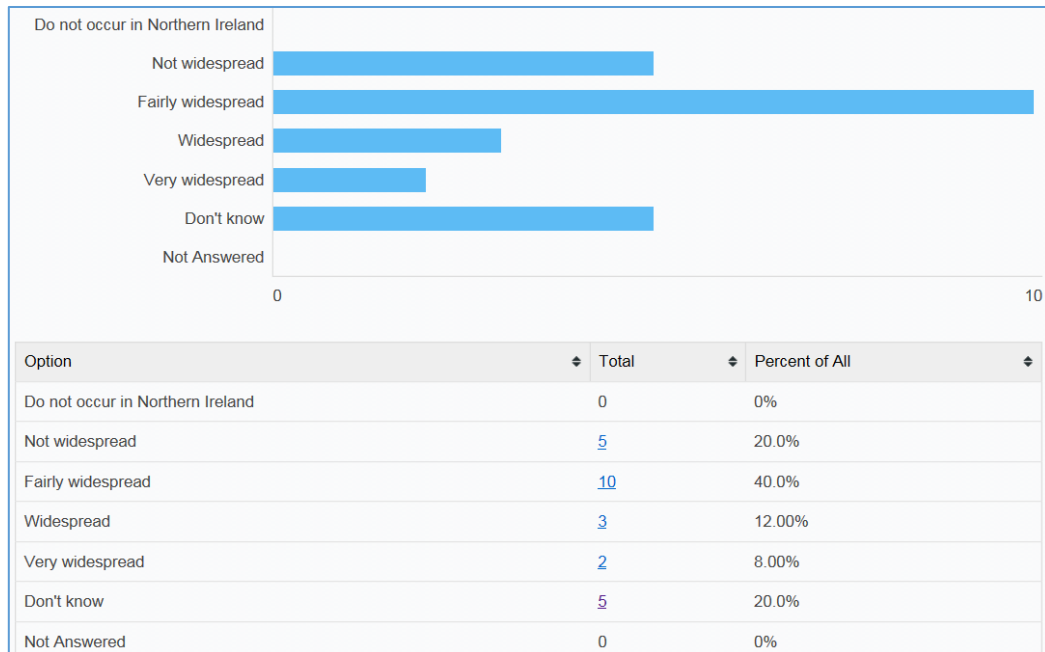 Do not occur in Northern Ireland
Not widespread
Fairly widespread
Widespread
Very widespread
Don't know
Not Answered
0 10
Option Total Percent of All
Do not occur in Northern Ireland 0 0%
Not widespread 5 20.0%
Fairly widespread 10 40.0%
Widespread 3 12.00%
Very widespread 2 8.00%
Don't know 5 20.0%
Not Answered 0 0%